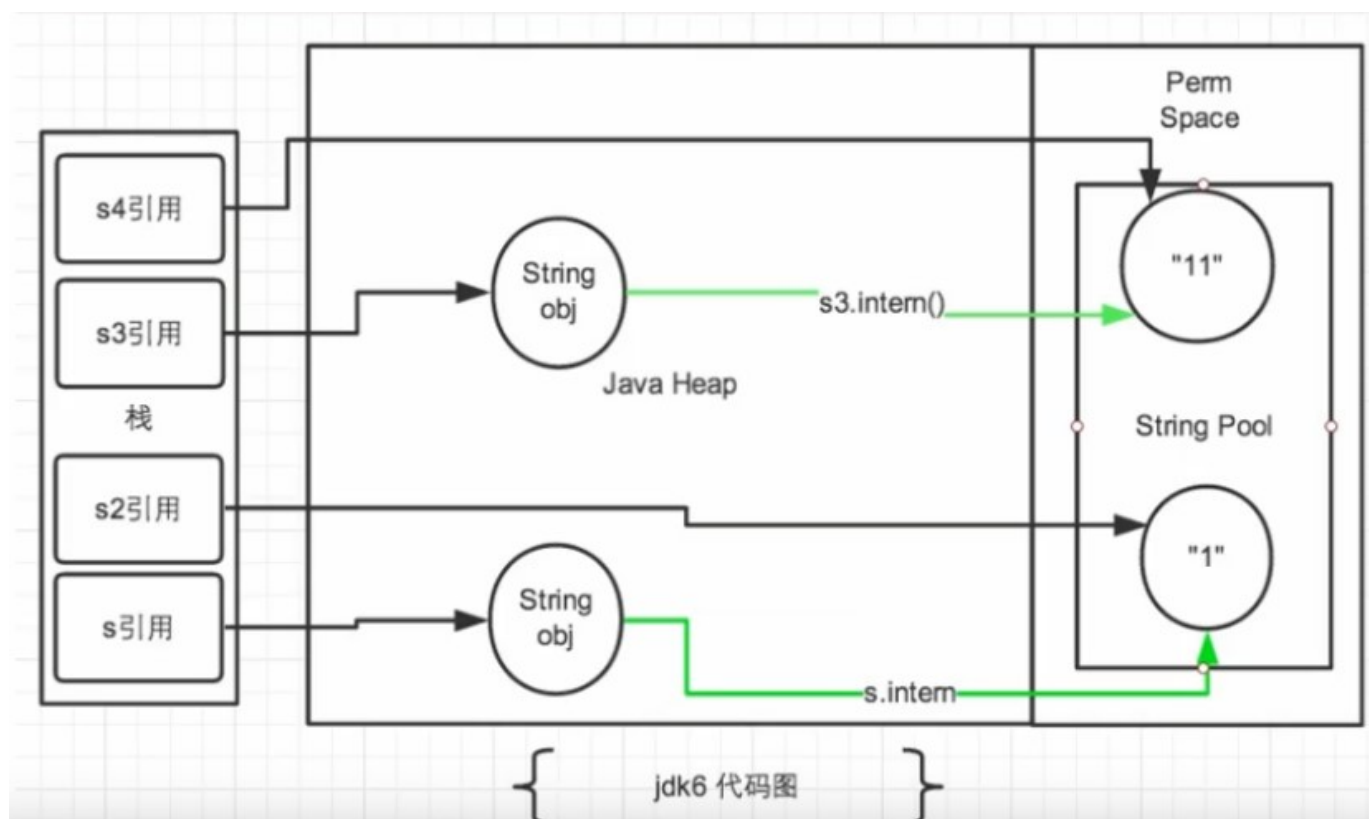 Perm
Space
s4引用
"11"
String
obj
s3.intern()
s3引用
Java Heap
栈
String Pool
s2引用
"1"
String
obj
s引用
s.intern
jdk6 代码图